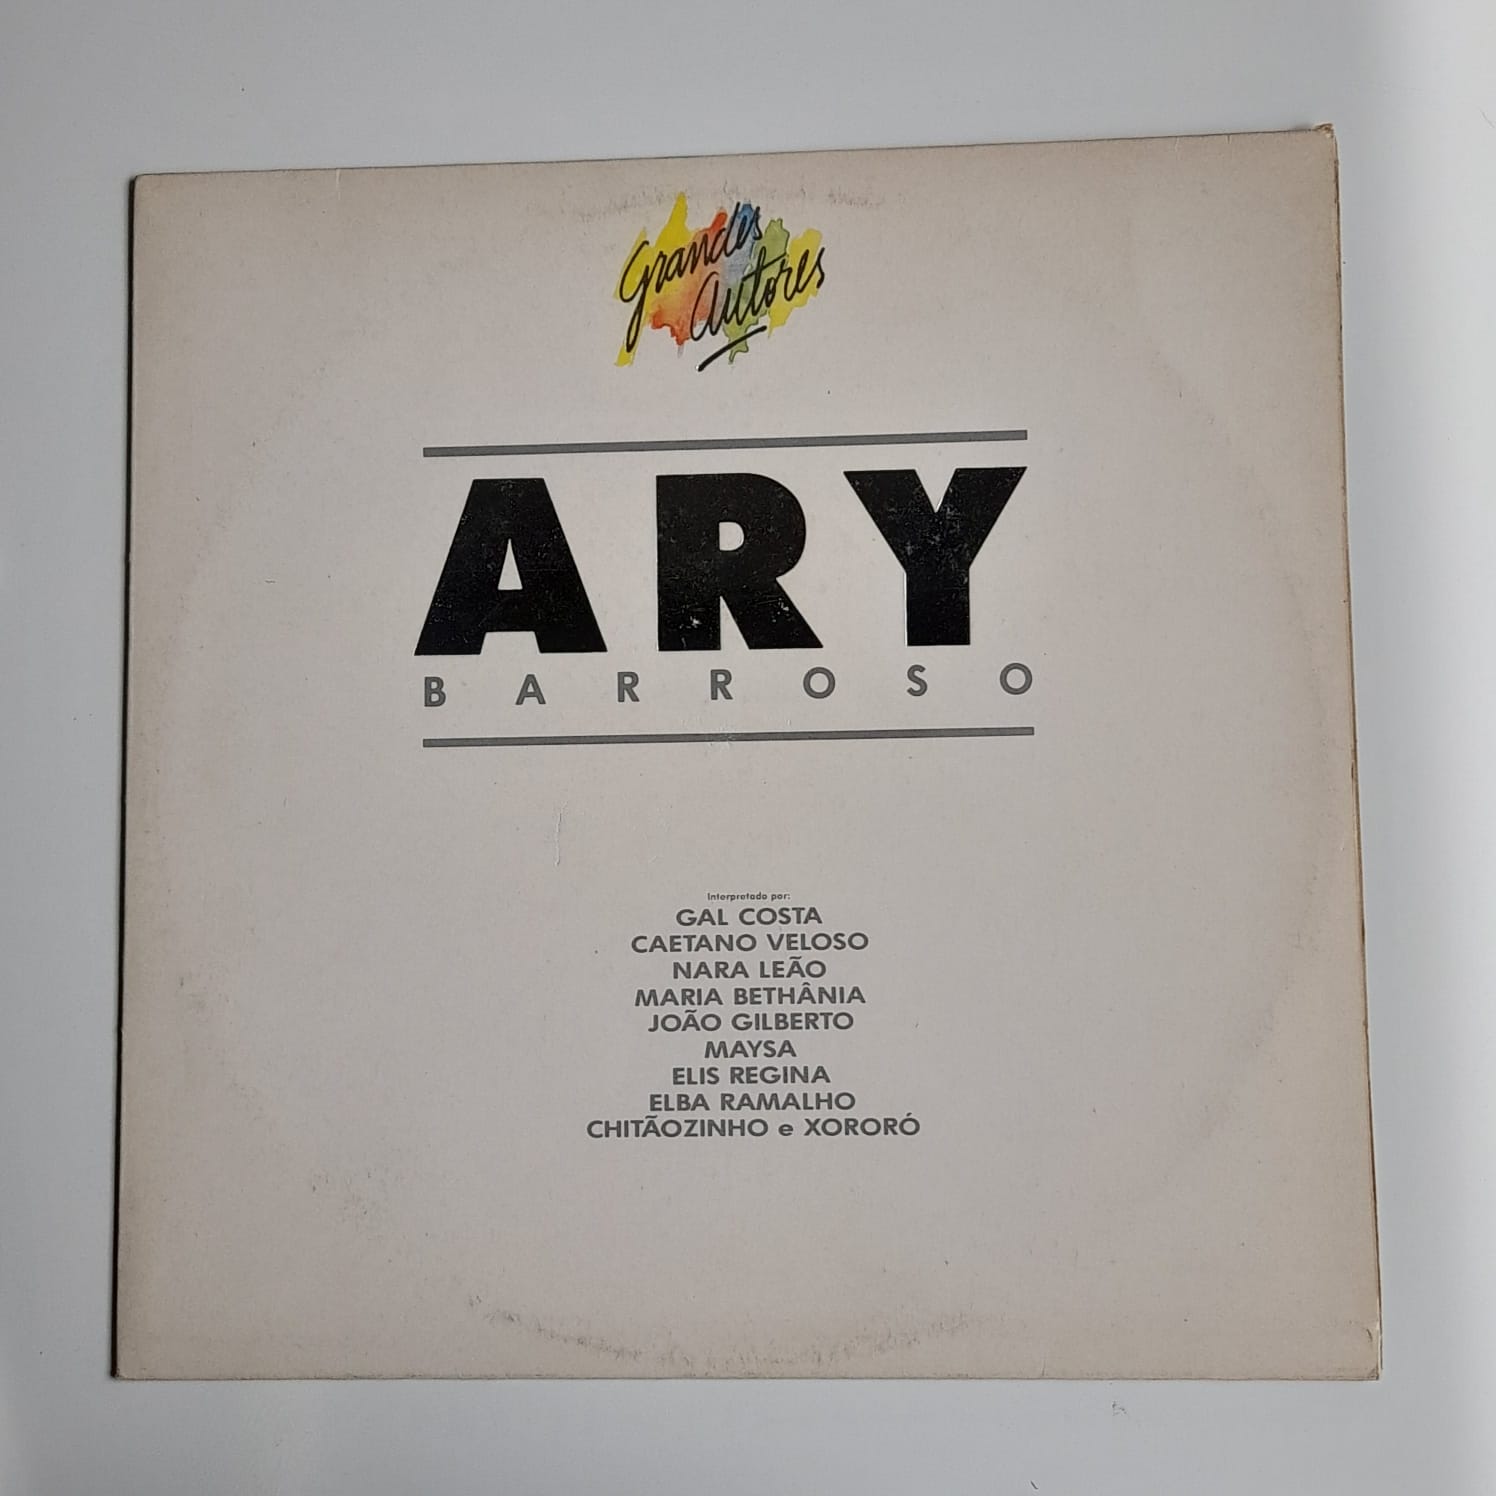 Grandes
Autores
ARY
BARROSO
Interpretado por:
GAL COSTA
CAETANO VELOSO
NARA LEÃO
MARIA BETHÂNIA
JOÃO GILBERTO
MAYSA
ELIS REGINA
ELBA RAMALHO
CHITÃOZINHO e XORORÓ